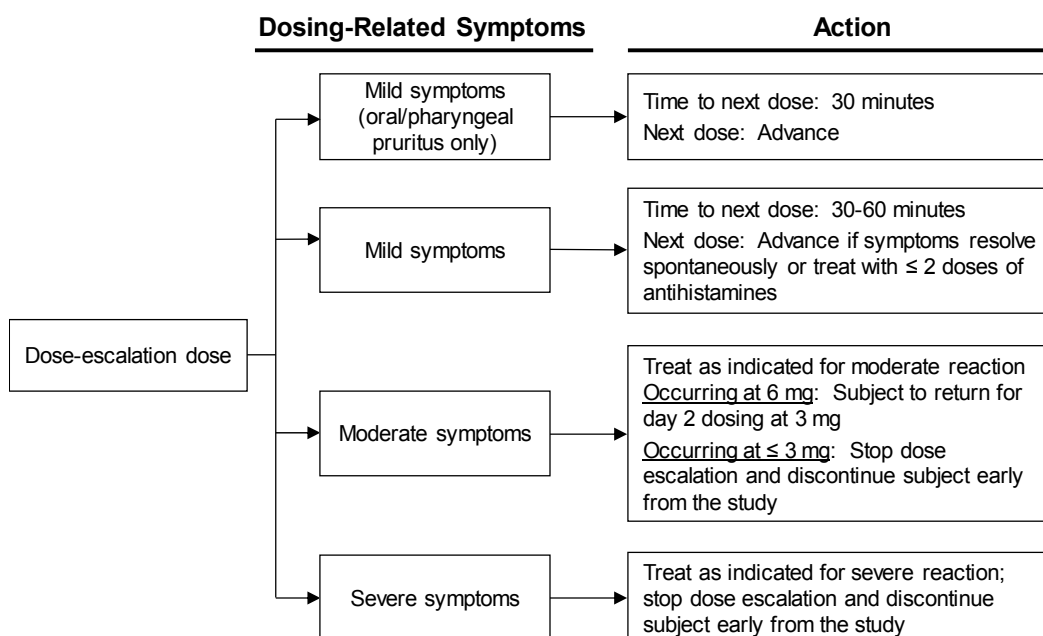 Dosing-Related Symptoms
Action
Mild symptoms
(oral/pharyngeal
pruritus only)
Time to next dose: 30 minutes
Next dose: Advance
Mild symptoms
Time to next dose: 30-60 minutes
Next dose: Advance if symptoms resolve
spontaneously or treat with ≤ 2 doses of
antihistamines
Dose-escalation dose
Moderate symptoms
Treat as indicated for moderate reaction
Occurring at 6 mg: Subject to return for
day 2 dosing at 3 mg
Occurring at ≤ 3 mg: Stop dose
escalation and discontinue subject early
from the study
Severe symptoms
Treat as indicated for severe reaction;
stop dose escalation and discontinue
subject early from the study